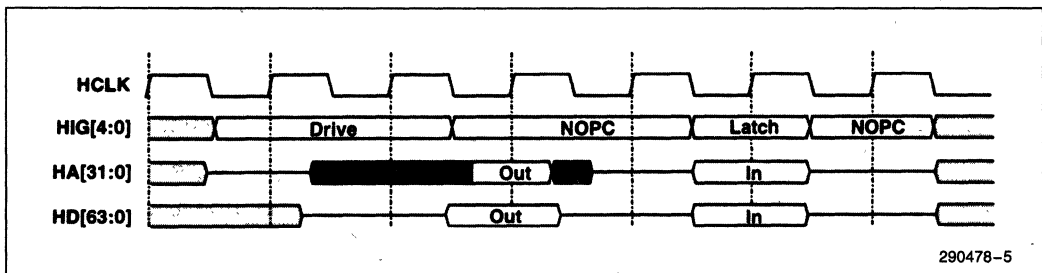 HCLK
HIG[4:0] Drive NOPC Latch NOPC
HA[31:0] Out In
HD[63:0] Out In
290478-5